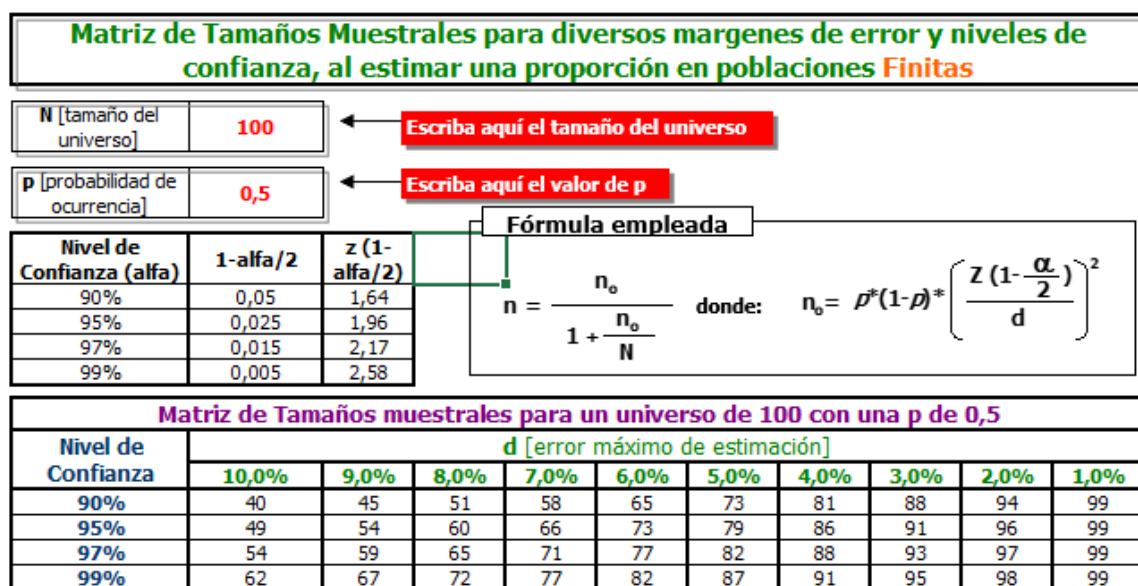 Matriz de Tamaños Muestrales para diversos margenes de error y niveles de
confianza, al estimar una proporción en poblaciones Finitas
N [tamaño del
universo]
100
Escriba aquí el tamaño del universo
p [probabilidad de
ocurrencia]
0,5
Escriba aquí el valor de p
Nivel de
Confianza (alfa)
1-alfa/2
z (1-
alfa/2)
90% 0,05 1,64
95% 0,025 1,96
97% 0,015 2,17
99% 0,005 2,58
Fórmula empleada
n = n₀ / (1 + n₀/N) donde: n₀= p*(1-p)* (Z (1-α/2) / d)²
Matriz de Tamaños muestrales para un universo de 100 con una p de 0,5
Nivel de
Confianza
d [error máximo de estimación]
10,0% 9,0% 8,0% 7,0% 6,0% 5,0% 4,0% 3,0% 2,0% 1,0%
90% 40 45 51 58 65 73 81 88 94 99
95% 49 54 60 66 73 79 86 91 96 99
97% 54 59 65 71 77 82 88 93 97 99
99% 62 67 72 77 82 87 91 95 98 99